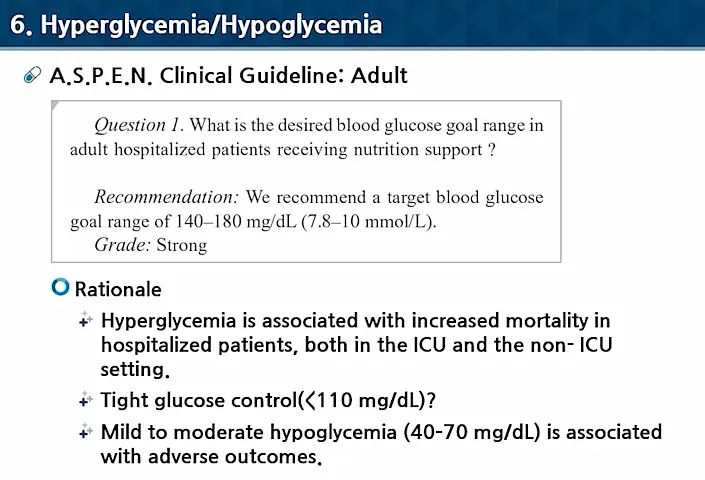 6. Hyperglycemia/Hypoglycemia
A.S.P.E.N. Clinical Guideline: Adult
Question 1. What is the desired blood glucose goal range in
adult hospitalized patients receiving nutrition support ?
Recommendation: We recommend a target blood glucose
goal range of 140–180 mg/dL (7.8–10 mmol/L).
Grade: Strong
Rationale
Hyperglycemia is associated with increased mortality in
hospitalized patients, both in the ICU and the non- ICU
setting.
Tight glucose control(<110 mg/dL)?
Mild to moderate hypoglycemia (40-70 mg/dL) is associated
with adverse outcomes.